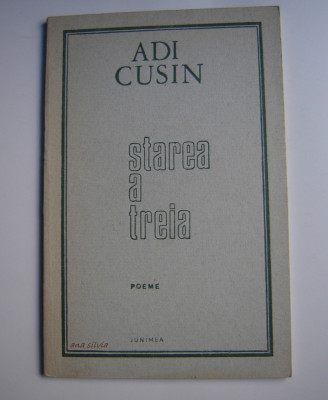 ADI
CUSIN
starea
a
treia
POEME
ana silvia
JUNIMEA